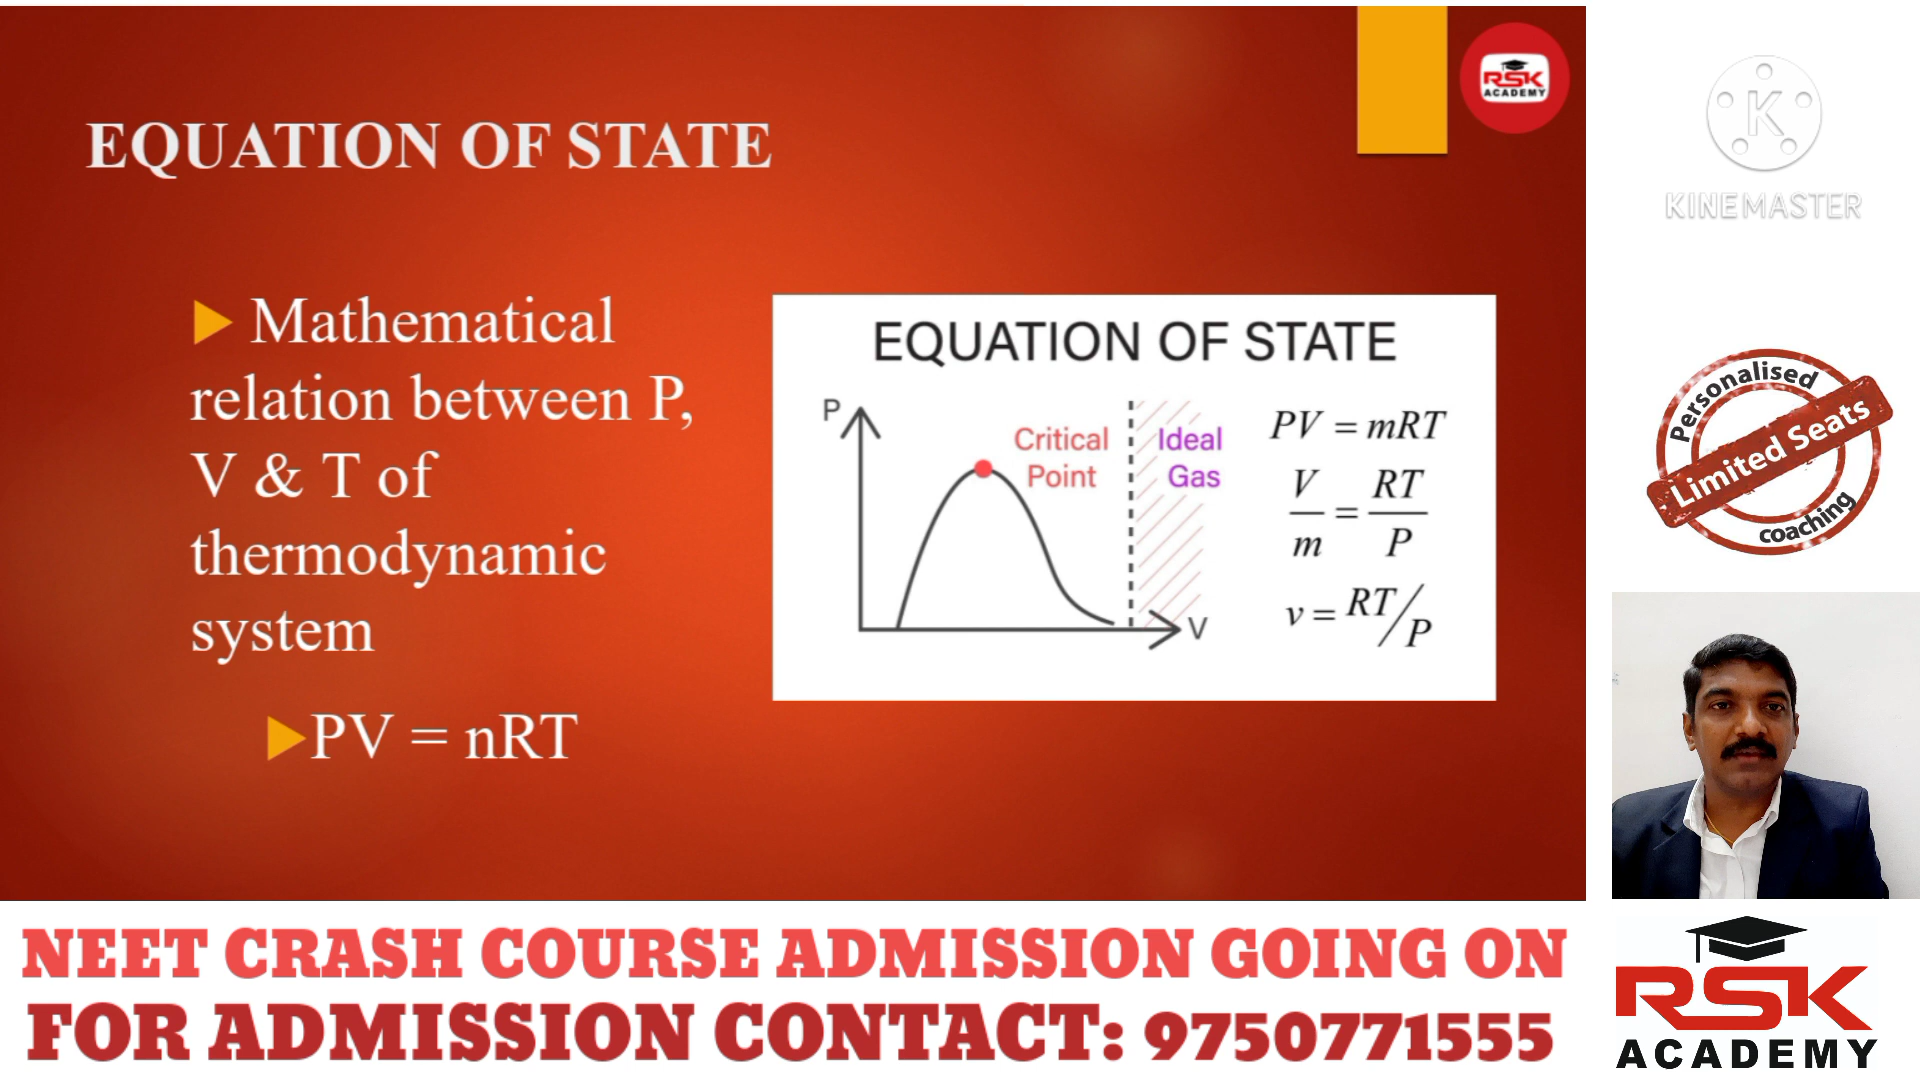 EQUATION OF STATE
RSK
ACADEMY
K
KINEMASTER
Mathematical
relation between P,
V & T of
thermodynamic
system
PV = nRT
EQUATION OF STATE
P
Critical
Point
Ideal
Gas
V
PV = mRT
V/m = RT/P
v = RT/P
Personalised
Limited Seats
coaching
NEET CRASH COURSE ADMISSION GOING ON
FOR ADMISSION CONTACT: 9750771555
RSK
ACADEMY